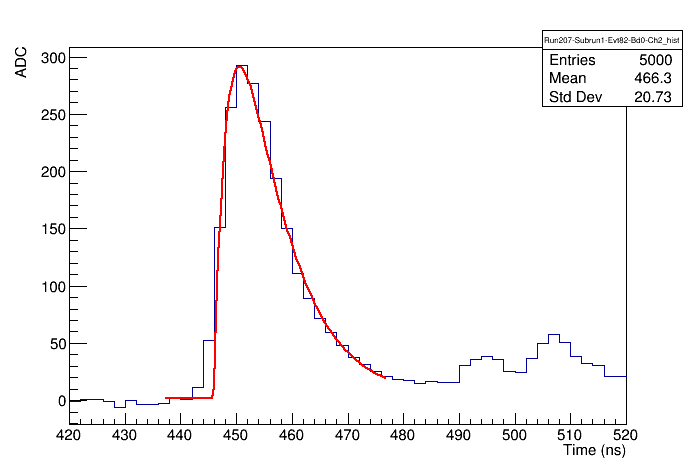 Run207-Subrun1-Evt82-Bd0-Ch2_hist
Entries 5000
Mean 466.3
Std Dev 20.73
ADC
300
250
200
150
100
50
0
420 430 440 450 460 470 480 490 500 510 520
Time (ns)